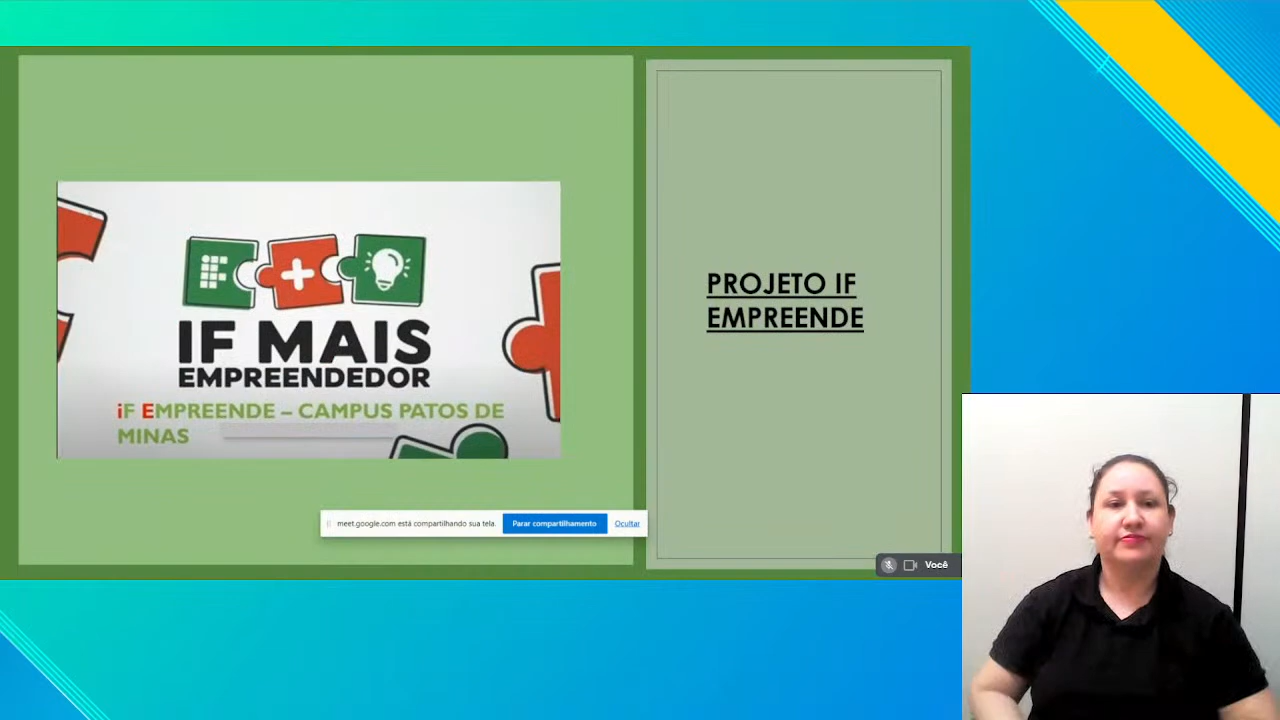 IF MAIS
EMPREENDEDOR
iF EMPREENDE – CAMPUS PATOS DE
MINAS
PROJETO IF
EMPREENDE
meet.google.com está compartilhando sua tela.
Parar compartilhamento
Ocultar
Você